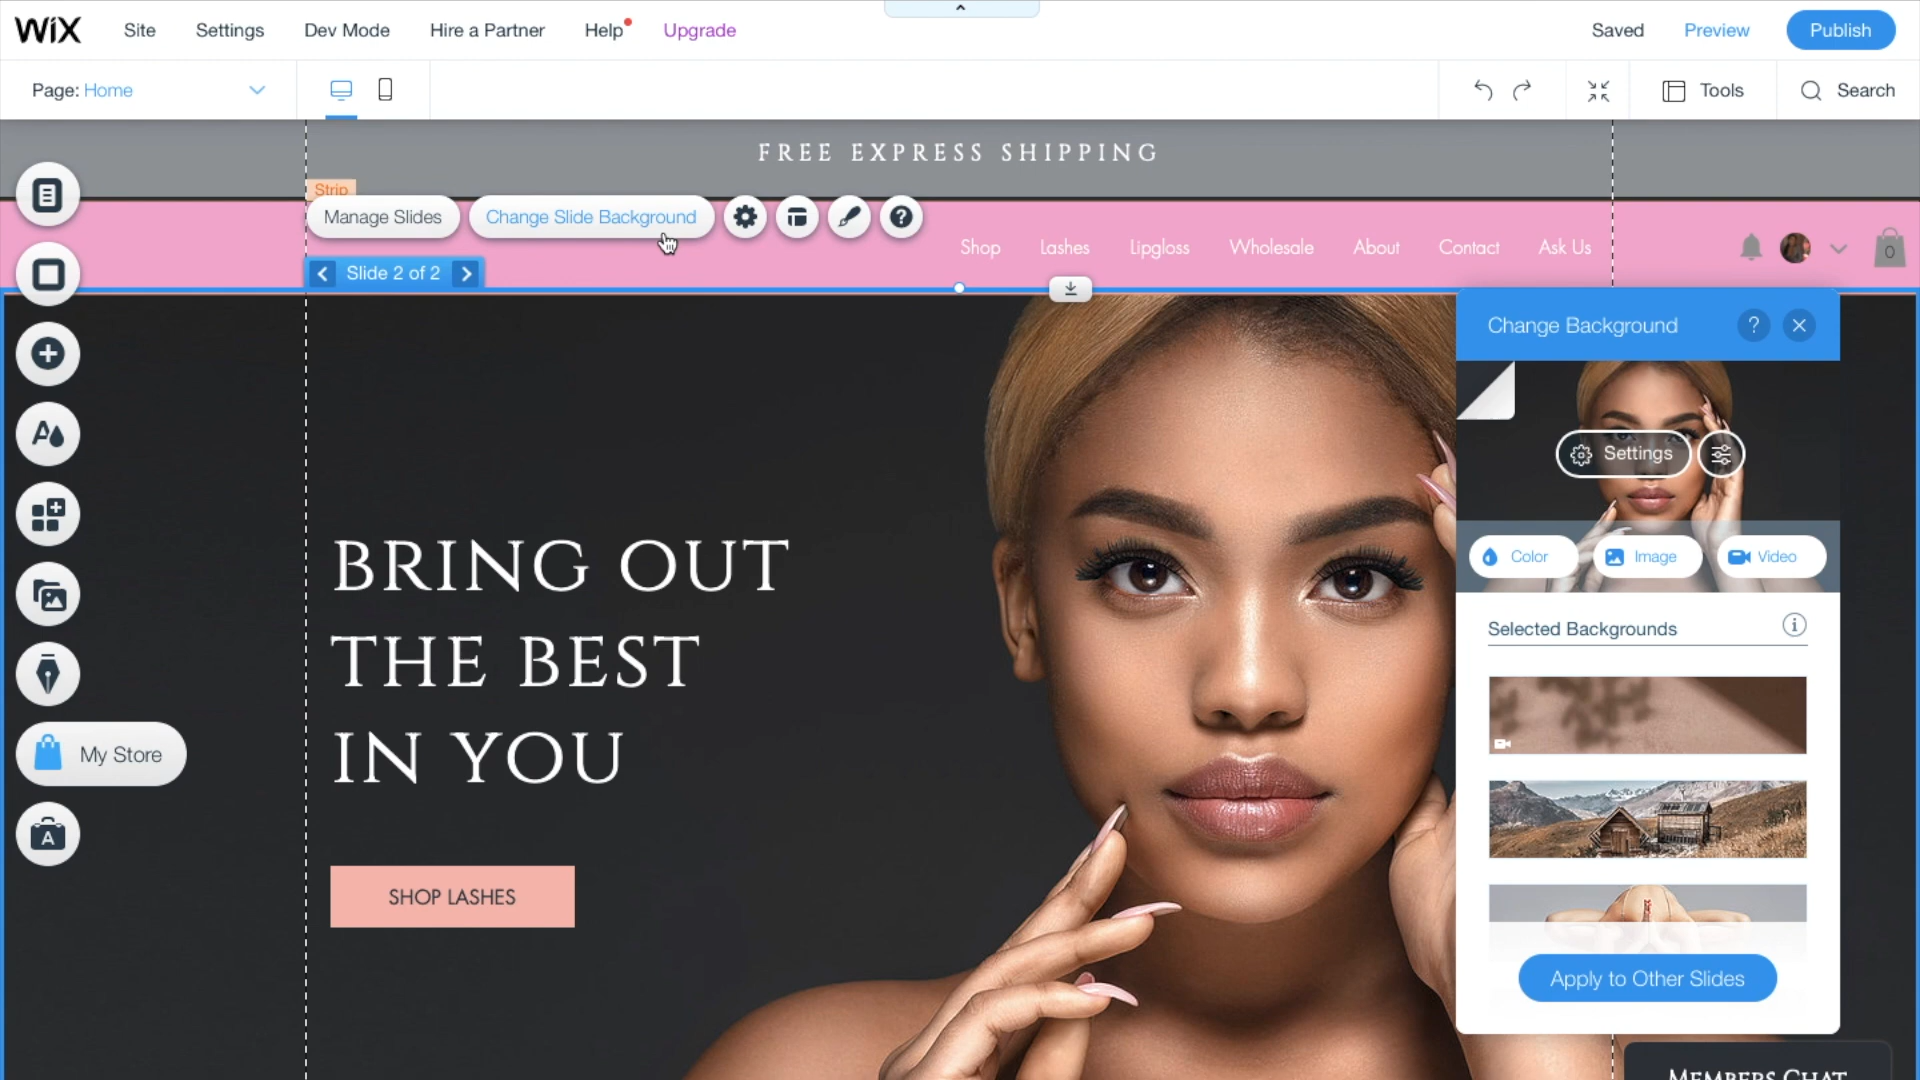 WiX
Site
Settings
Dev Mode
Hire a Partner
Help
Upgrade
Saved
Preview
Publish
Page: Home
Tools
Search
FREE EXPRESS SHIPPING
Strip
Manage Slides
Change Slide Background
?
Slide 2 of 2
Shop
Lashes
Lipgloss
Wholesale
About
Contact
Ask Us
0
Change Background
?
Settings
Color
Image
Video
Selected Backgrounds
i
BRING OUT
THE BEST
IN YOU
My Store
A
SHOP LASHES
Apply to Other Slides
MEMBERS CHAT